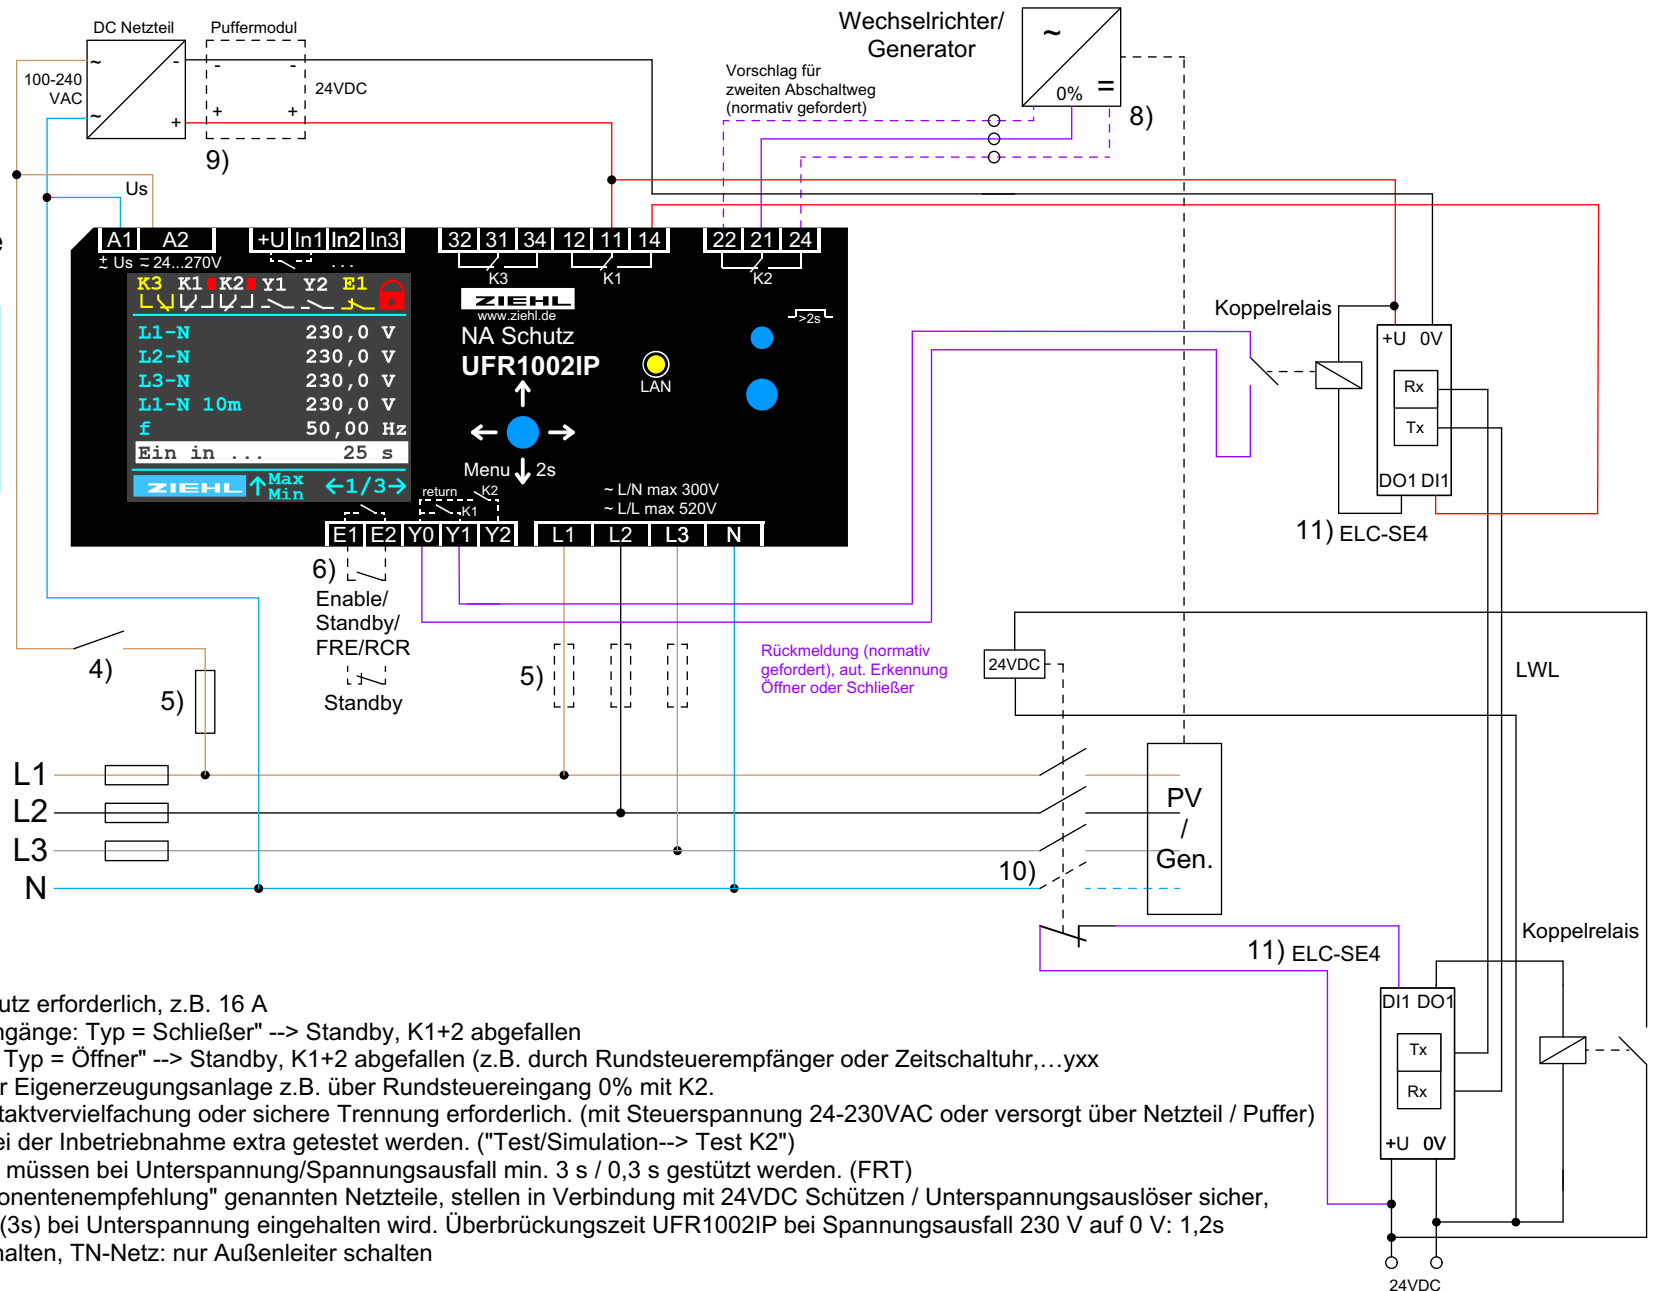 DC Netzteil
Puffermodul
Wechselrichter/
Generator
~
~
=
0%
8)
100-240
VAC
~
-
~
+
-
-
+
+
24VDC
9)
Vorschlag für
zweiten Abschaltweg
(normativ gefordert)
Us
e
A1 A2 +U In1 In2 In3 32 31 34 12 11 14 22 21 24
± Us ≂ 24...270V
...
K3
K1
K2
K3 K1 K2 Y1 Y2 E1
L1-N 230,0 V
L2-N 230,0 V
L3-N 230,0 V
L1-N 10m 230,0 V
f 50,00 Hz
Ein in ... 25 s
ZIEHL ↑ Max Min ←1/3→
ZIEHL
www.ziehl.de
NA Schutz
UFR1002IP
LAN
>2s
Menu 2s
return
K2
K1
~ L/N max 300V
~ L/L max 520V
E1 E2 Y0 Y1 Y2 L1 L2 L3 N
Koppelrelais
+U 0V
Rx
Tx
DO1 DI1
11) ELC-SE4
6)
Enable/
Standby/
FRE/RCR
Standby
4)
5)
5)
Rückmeldung (normativ
gefordert), aut. Erkennung
Öffner oder Schließer
24VDC
LWL
L1
L2
L3
N
10)
PV
/
Gen.
11) ELC-SE4
Koppelrelais
DI1 DO1
Tx
Rx
+U 0V
24VDC
utz erforderlich, z.B. 16 A
ngänge: Typ = Schließer" --> Standby, K1+2 abgefallen
Typ = Öffner" --> Standby, K1+2 abgefallen (z.B. durch Rundsteuerempfänger oder Zeitschaltuhr,…yxx
r Eigenerzeugungsanlage z.B. über Rundsteuereingang 0% mit K2.
taktvervielfachung oder sichere Trennung erforderlich. (mit Steuerspannung 24-230VAC oder versorgt über Netzteil / Puffer)
ei der Inbetriebnahme extra getestet werden. ("Test/Simulation--> Test K2")
müssen bei Unterspannung/Spannungsausfall min. 3 s / 0,3 s gestützt werden. (FRT)
onentenempfehlung" genannten Netzteile, stellen in Verbindung mit 24VDC Schützen / Unterspannungsauslöser sicher,
(3s) bei Unterspannung eingehalten wird. Überbrückungszeit UFR1002IP bei Spannungsausfall 230 V auf 0 V: 1,2s
halten, TN-Netz: nur Außenleiter schalten